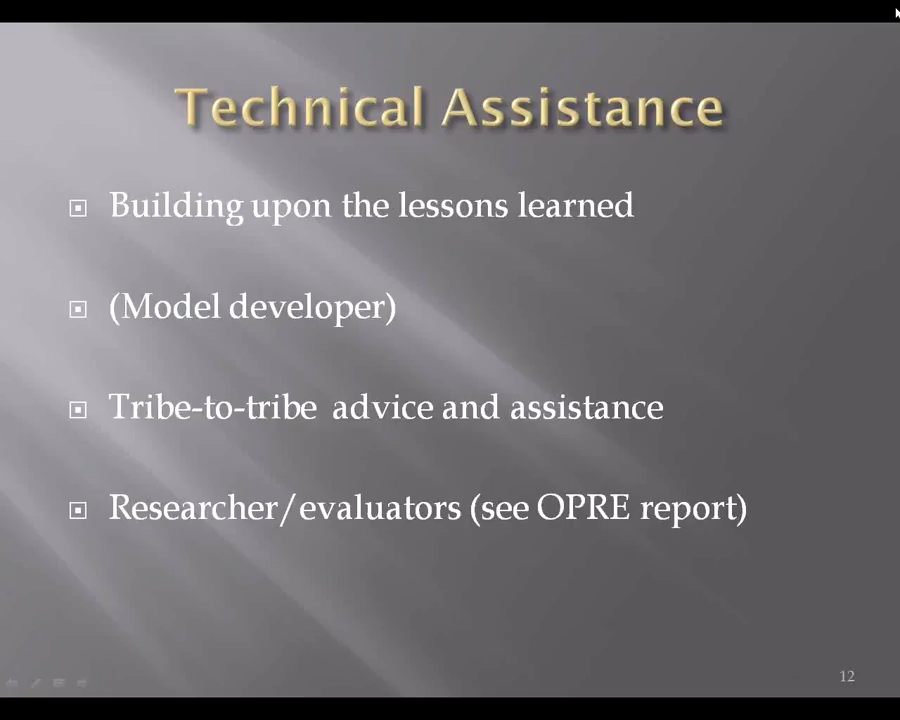 Technical Assistance
Building upon the lessons learned
(Model developer)
Tribe-to-tribe  advice and assistance
Researcher/evaluators (see OPRE report)
12